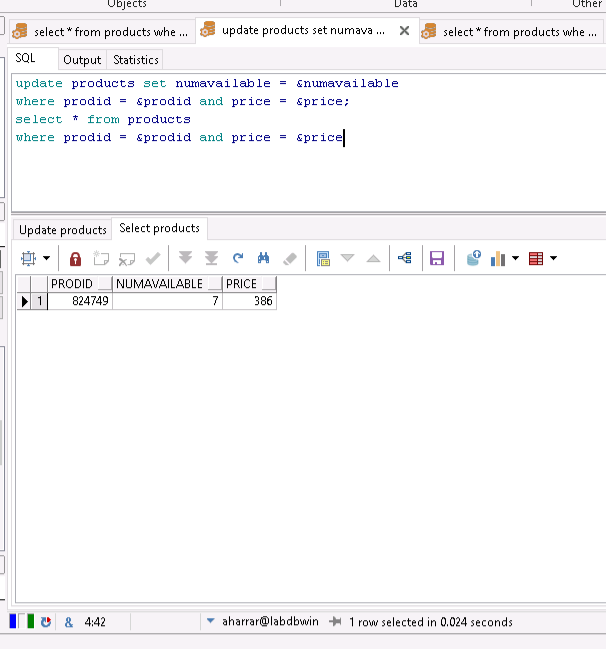 Objects Data Other
select * from products whe ... update products set numava ... select * from products whe ...
SQL Output Statistics
update products set numavailable = &numavailable
where prodid = &prodid and price = &price;
select * from products
where prodid = &prodid and price = &price
Update products Select products
PRODID NUMAVAILABLE PRICE
1 824749 7 386
& 4:42 aharrar@labdbwin 1 row selected in 0.024 seconds